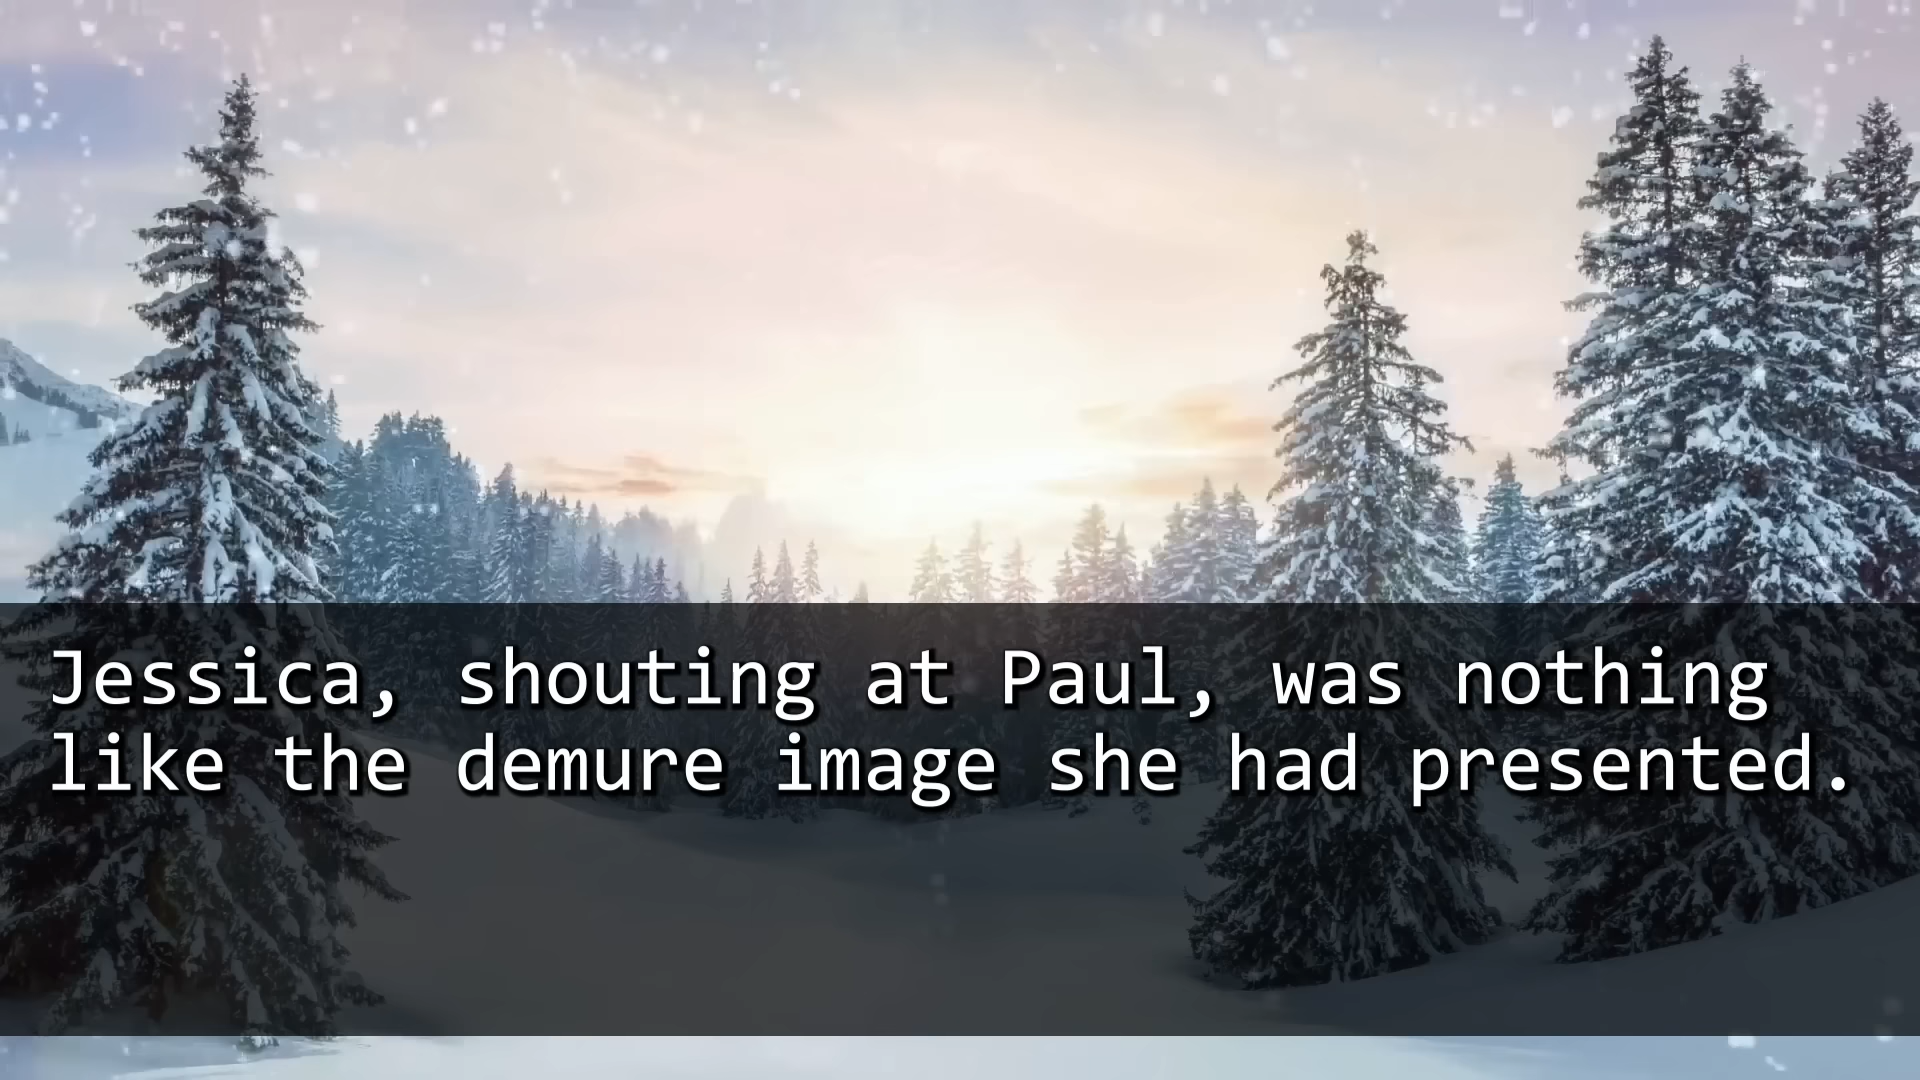 Jessica, shouting at Paul, was nothing
like the demure image she had presented.